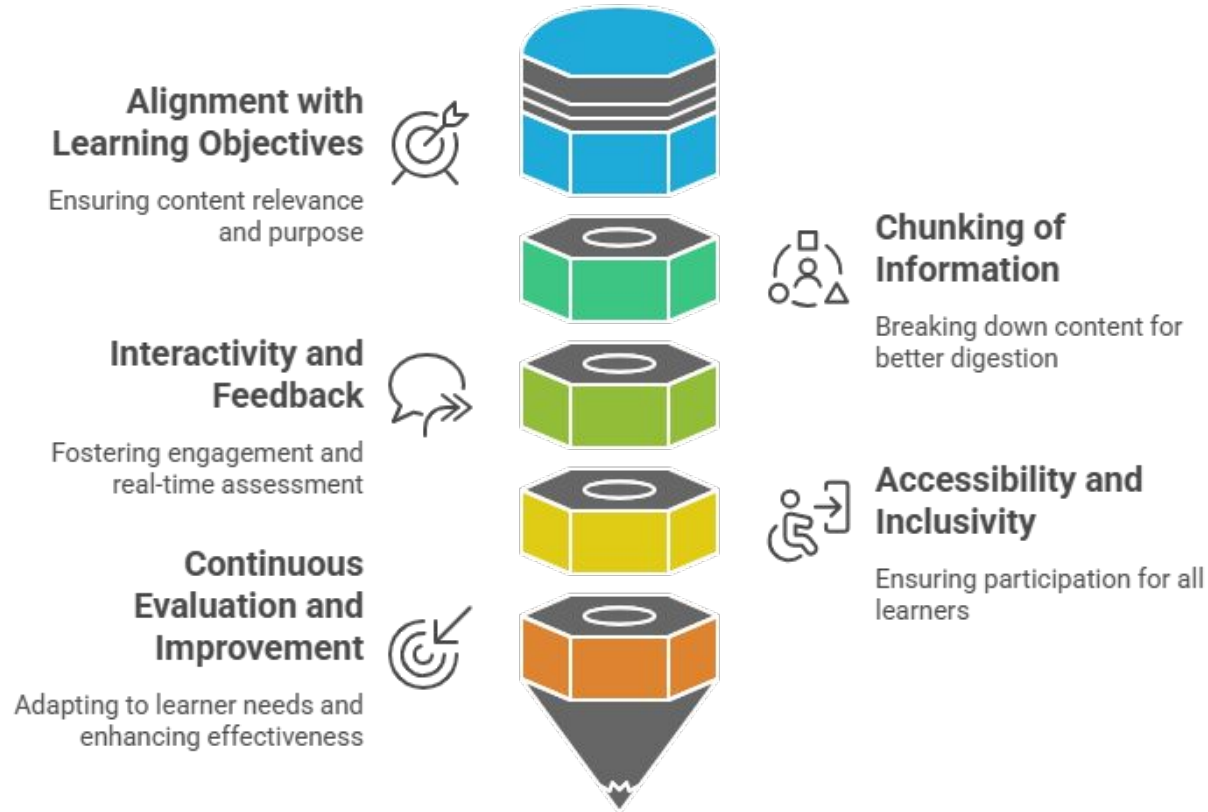 Alignment with
Learning Objectives
Ensuring content relevance
and purpose
Chunking of
Information
Breaking down content for
better digestion
Interactivity and
Feedback
Fostering engagement and
real-time assessment
Accessibility and
Inclusivity
Ensuring participation for all
learners
Continuous
Evaluation and
Improvement
Adapting to learner needs and
enhancing effectiveness